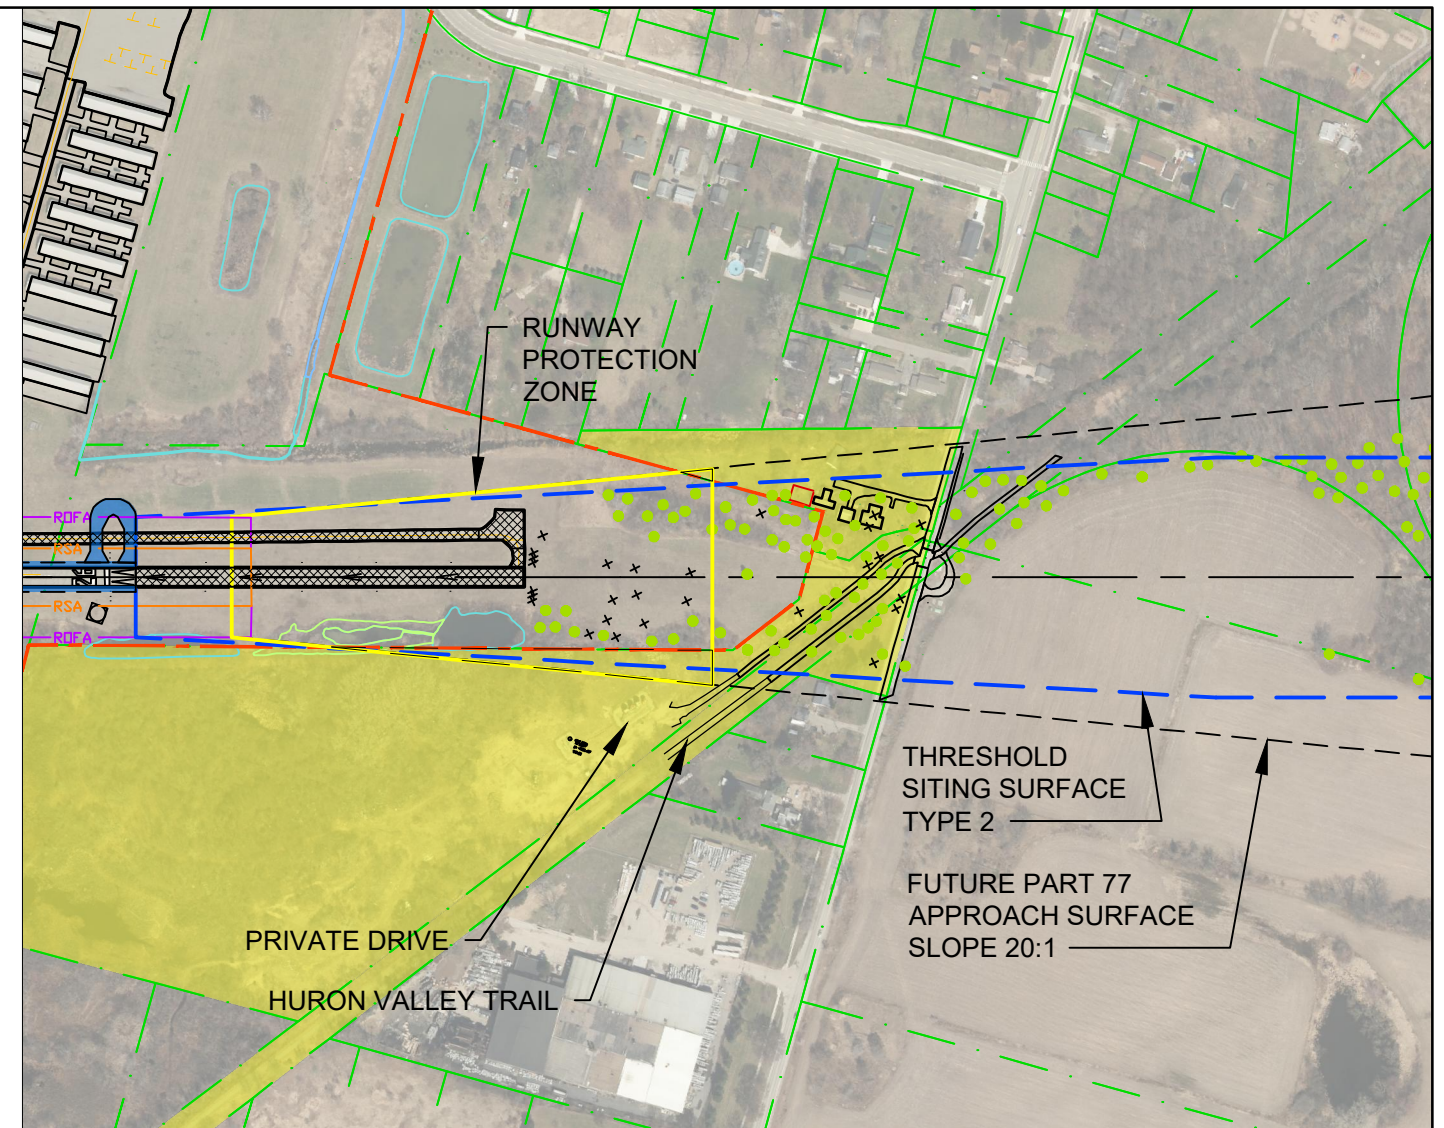 RUNWAY
PROTECTION
ZONE
ROFA
RSA
RSA
ROFA
THRESHOLD
SITING SURFACE
TYPE 2
FUTURE PART 77
APPROACH SURFACE
SLOPE 20:1
PRIVATE DRIVE
HURON VALLEY TRAIL